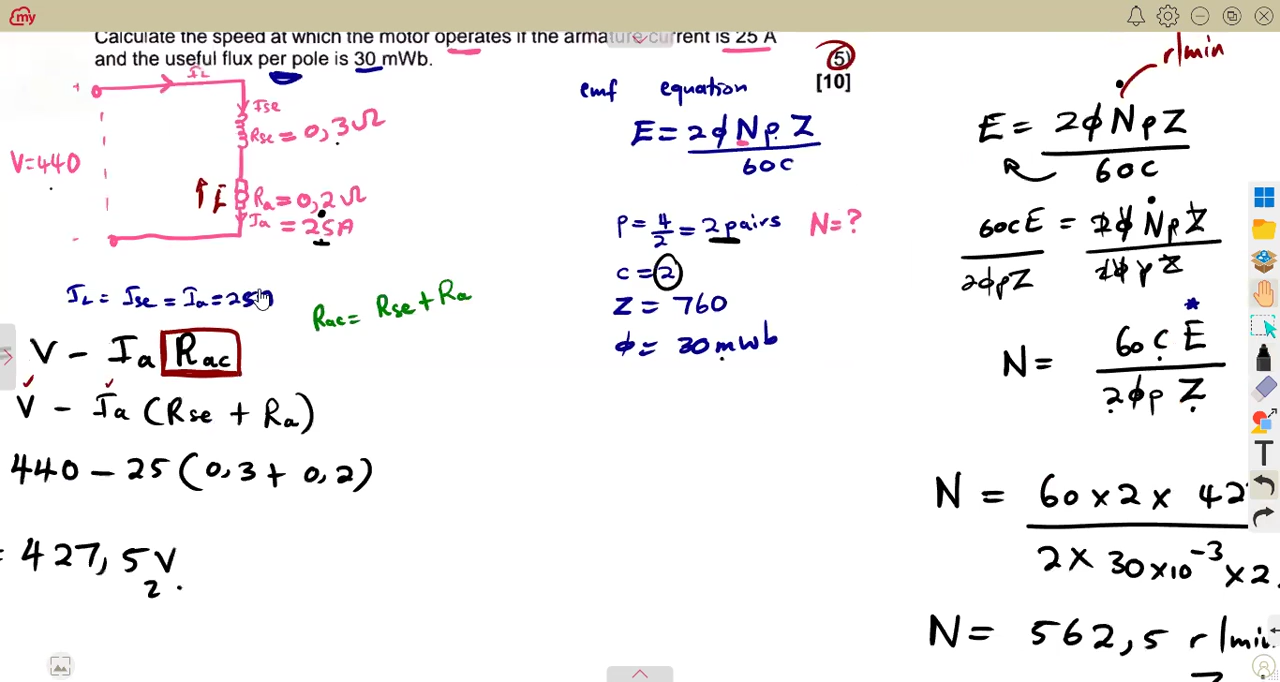 my
Calculate the speed at which the motor operates if the armature current is 25 A
and the useful flux per pole is 30 mWb.
(5)
[10]
IL
+
Ise
Rse = 0,3Ω
V=440
E
Ra = 0,2Ω
Ia = 25A
-
IL = Ise = Ia = 25A
Rac = Rse + Ra
V - Ia Rac
V - Ia (Rse + Ra)
440 - 25 (0,3 + 0,2)
= 427,5 V
2
emf equation
E = 2ϕNpZ
60c
P = 4/2 = 2 pairs
N = ?
c = 2
Z = 760
ϕ = 30 mwb
r/min
E = 2ϕNpZ
60c
60cE = 2ϕNpZ
2ϕpZ 2ϕpZ
*
N = 60cE
2ϕpZ
N = 60 × 2 × 42
2 × 30×10⁻³ × 2
N = 562,5 r/min
T